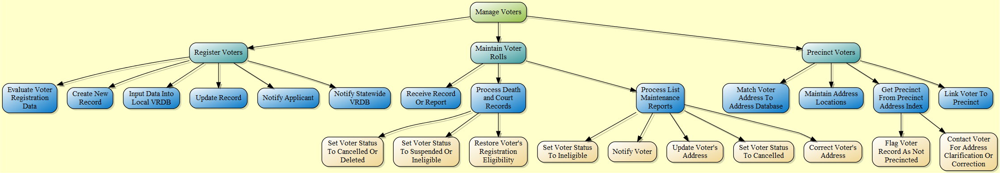 Manage Voters
Register Voters
Maintain Voter
Rolls
Precinct Voters
Evaluate Voter
Registration
Data
Create New
Record
Input Data Into
Local VRDB
Update Record
Notify Applicant
Notify Statewide
VRDB
Receive Record
Or Report
Process Death
and Court
Records
Process List
Maintenance
Reports
Match Voter
Address To
Address Database
Maintain Address
Locations
Get Precinct
From Precinct
Address Index
Link Voter To
Precinct
Set Voter Status
To Cancelled Or
Deleted
Set Voter Status
To Suspended Or
Ineligible
Restore Voter's
Registration
Eligibility
Set Voter Status
To Ineligible
Notify Voter
Update Voter's
Address
Set Voter Status
To Cancelled
Correct Voter's
Address
Flag Voter
Record As Not
Precincted
Contact Voter
For Address
Clarification Or
Correction